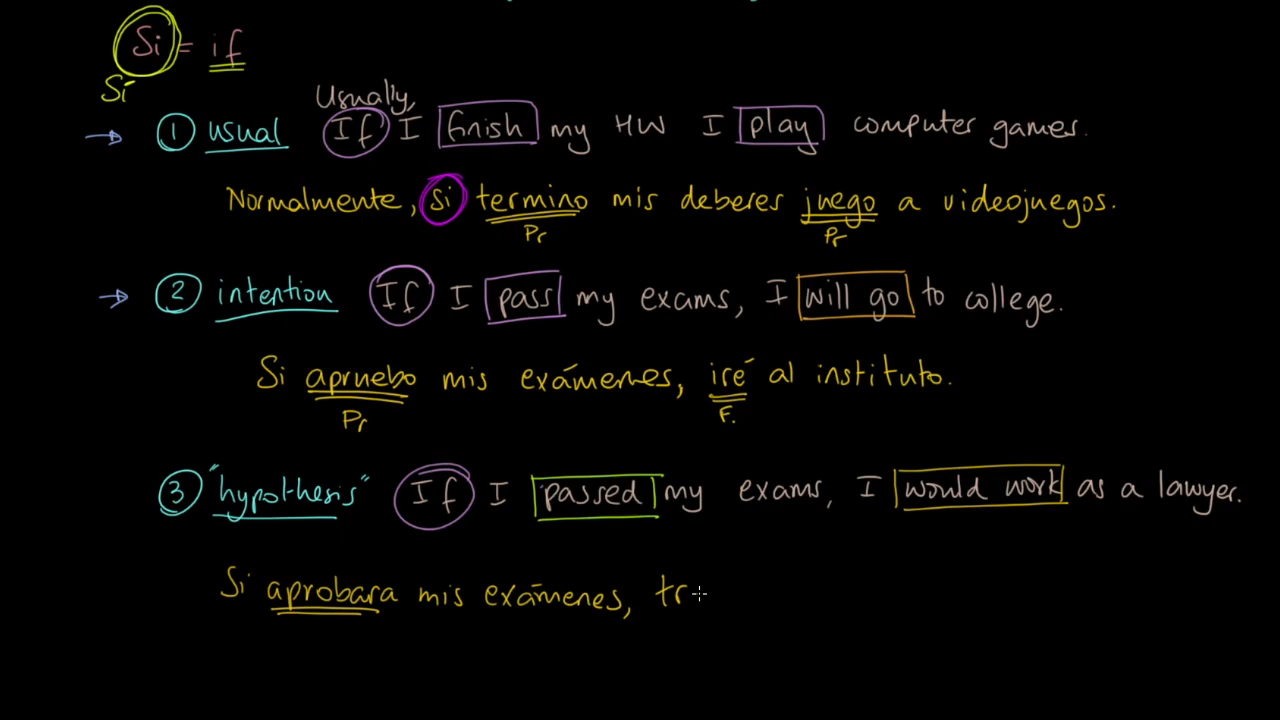 Si = if
Si
Usually,
① usual If I finish my HW I play computer games.
Normalmente, si termino mis deberes juego a videojuegos.
Pr Pr
② intention If I pass my exams, I will go to college.
Si apruebo mis exámenes, iré al instituto.
Pr F.
③ "hypothesis" If I passed my exams, I would work as a lawyer.
Si aprobara mis exámenes, tr